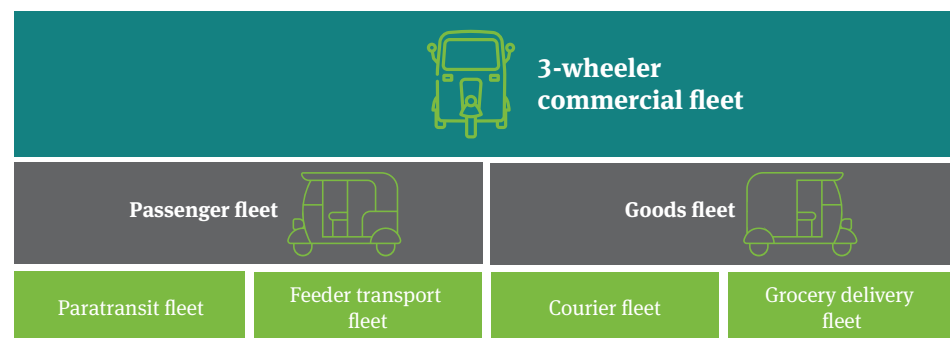 3-wheeler
commercial fleet
Passenger fleet
Goods fleet
Paratransit fleet
Feeder transport
fleet
Courier fleet
Grocery delivery
fleet